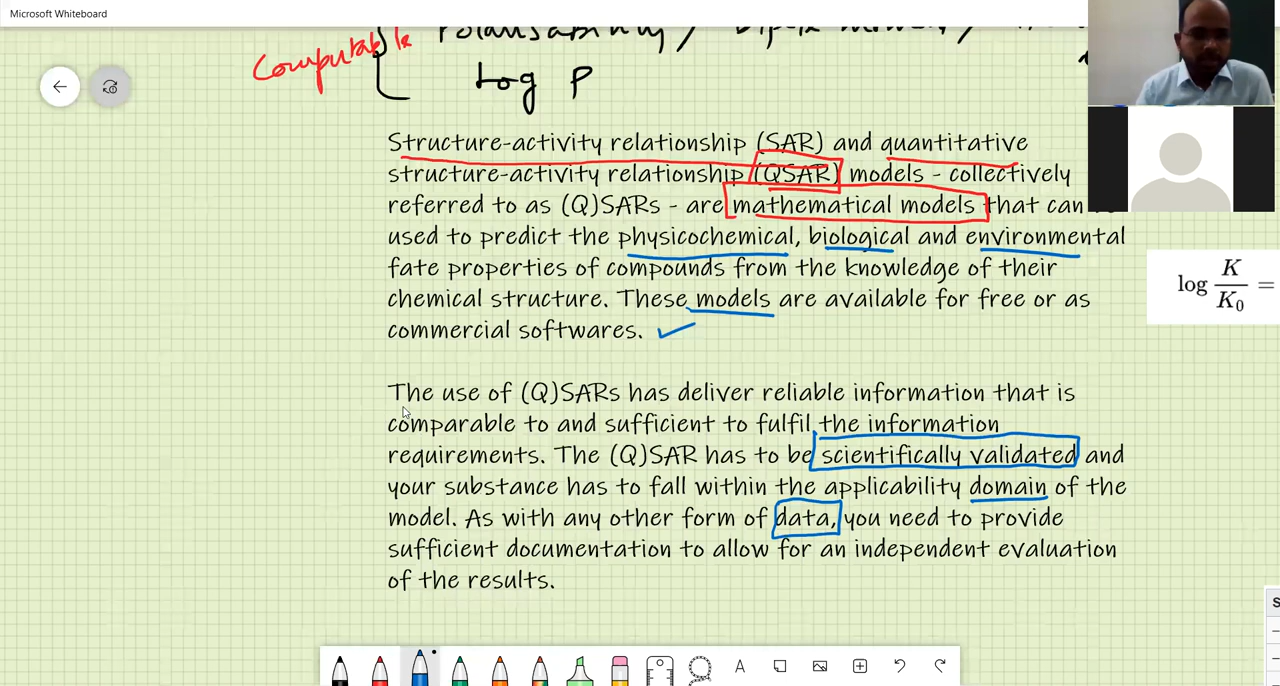 Microsoft Whiteboard
Computable
Log P
Structure-activity relationship (SAR) and quantitative
structure-activity relationship (QSAR) models - collectively
referred to as (Q)SARs - are mathematical models that can
used to predict the physicochemical, biological and environmental
fate properties of compounds from the knowledge of their
chemical structure. These models are available for free or as
commercial softwares.
log K/K₀ =
The use of (Q)SARs has deliver reliable information that is
comparable to and sufficient to fulfil the information
requirements. The (Q)SAR has to be scientifically validated and
your substance has to fall within the applicability domain of the
model. As with any other form of data, you need to provide
sufficient documentation to allow for an independent evaluation
of the results.